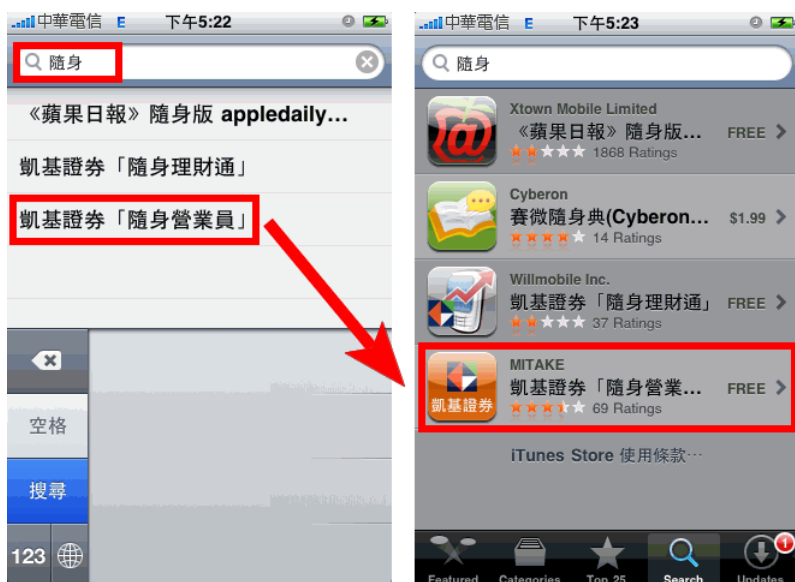 中華電信 E 下午5:22
隨身
《蘋果日報》隨身版 appledaily...
凱基證券「隨身理財通」
凱基證券「隨身營業員」
空格
搜尋
123
中華電信 E 下午5:23
隨身
Xtown Mobile Limited
《蘋果日報》隨身版... FREE
1868 Ratings
Cyberon
賽微隨身典(Cyberon... $1.99
14 Ratings
Willmobile Inc.
凱基證券「隨身理財通」 FREE
37 Ratings
MITAKE
凱基證券「隨身營業... FREE
凱基證券
69 Ratings
iTunes Store 使用條款…
1
Featured Categories Top 25 Search Updates